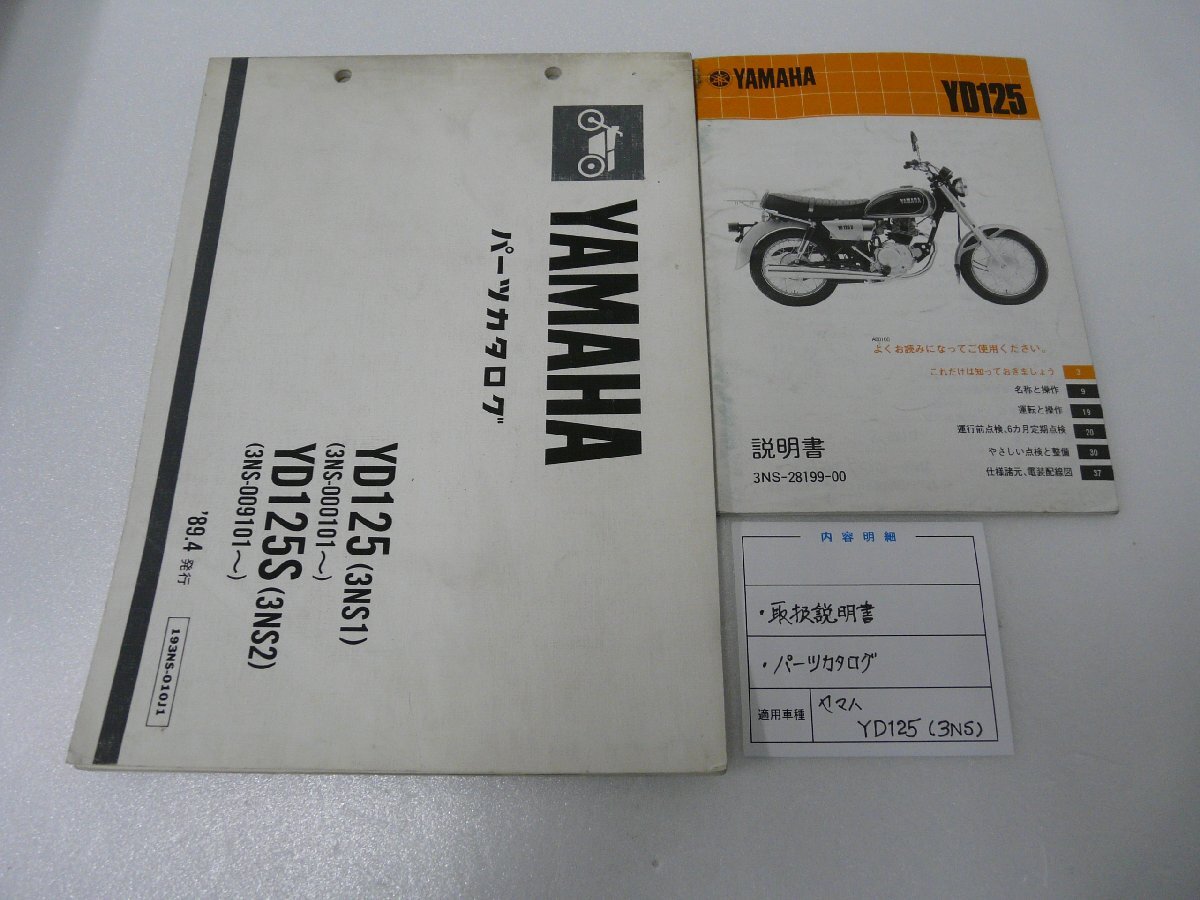 YAMAHA
パーツカタログ
YD125 (3NS1)
(3NS-000101~)
YD125S (3NS2)
(3NS-009101~)
'89.4 発行
193NS-010J1
YAMAHA
YD125
YAMAHA
よくお読みになってご使用ください。
これだけは知っておきましょう 3
名称と操作 9
運転と操作 19
運行前点検、6カ月定期点検 20
やさしい点検と整備 30
仕様諸元、電装配線図 37
説明書
3NS-28199-00
内容明細
・取扱説明書
・パーツカタログ
適用車種 ヤマハ
YD125 (3NS)